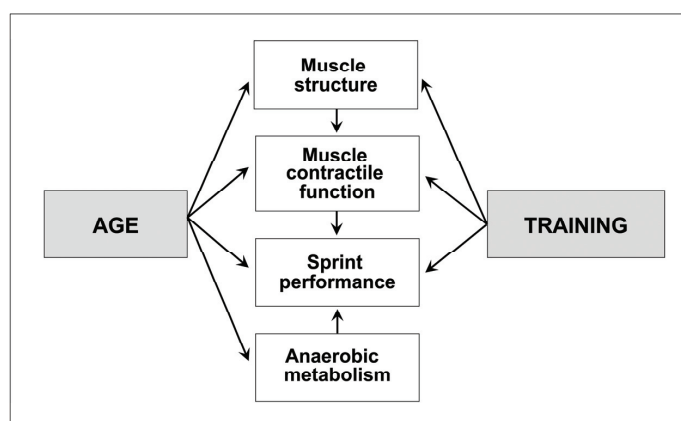 Muscle
structure
Muscle
contractile
function
AGE
TRAINING
Sprint
performance
Anaerobic
metabolism